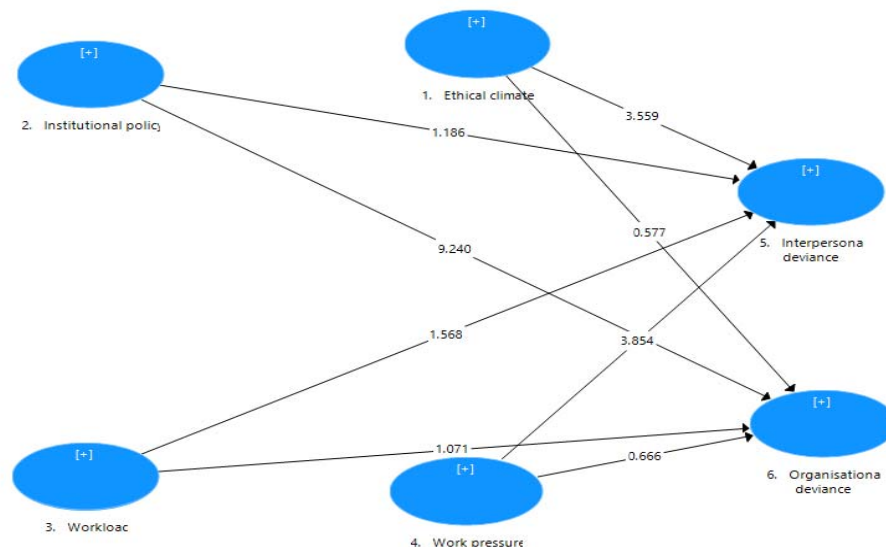 [+]
1. Ethical climate
[+]
2. Institutional policy
3.559
1.186
[+]
5. Interpersona
deviance
0.577
9.240
1.568
3.854
[+]
6. Organisationa
deviance
1.071
0.666
[+]
3. Workloac
[+]
4. Work pressure